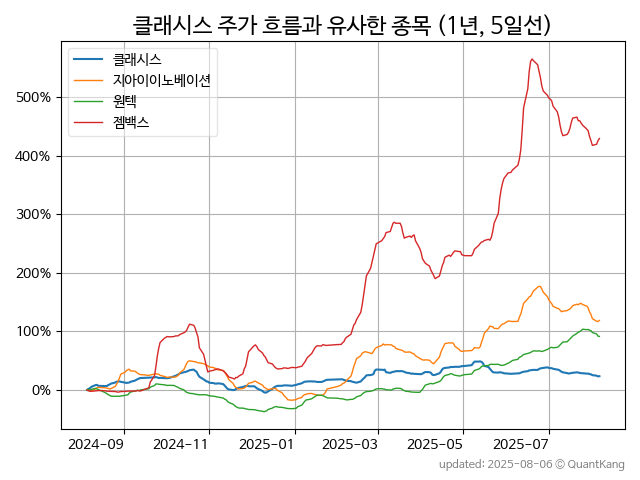 클래시스 주가 흐름과 유사한 종목 (1년, 5일선)
클래시스
지아이이노베이션
원텍
젬백스
500%
400%
300%
200%
100%
0%
2024-09 2024-11 2025-01 2025-03 2025-05 2025-07
updated: 2025-08-06 © QuantKang